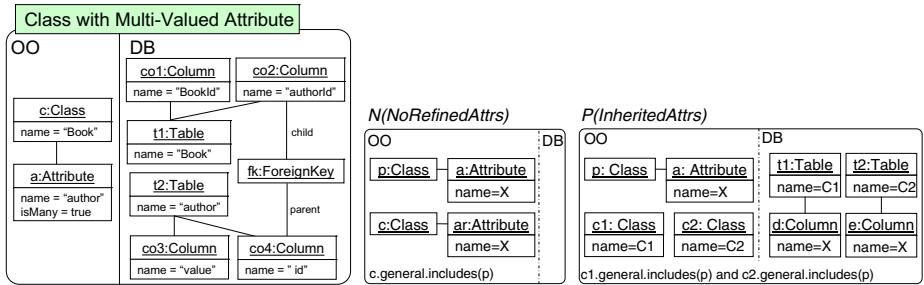 Class with Multi-Valued Attribute
OO
DB
co1:Column
name = "BookId"
co2:Column
name = "authorId"
c:Class
name = "Book"
t1:Table
name = "Book"
child
a:Attribute
name = "author"
isMany = true
t2:Table
name = "author"
fk:ForeignKey
parent
co3:Column
name = "value"
co4:Column
name = " id"
N(NoRefinedAttrs)
OO
DB
p:Class
a:Attribute
name=X
c:Class
ar:Attribute
name=X
c.general.includes(p)
P(InheritedAttrs)
OO
DB
p: Class
a: Attribute
name=X
t1:Table
name=C1
t2:Table
name=C2
c1: Class
name=C1
c2: Class
name=C2
d:Column
name=X
e:Column
name=X
c1.general.includes(p) and c2.general.includes(p)